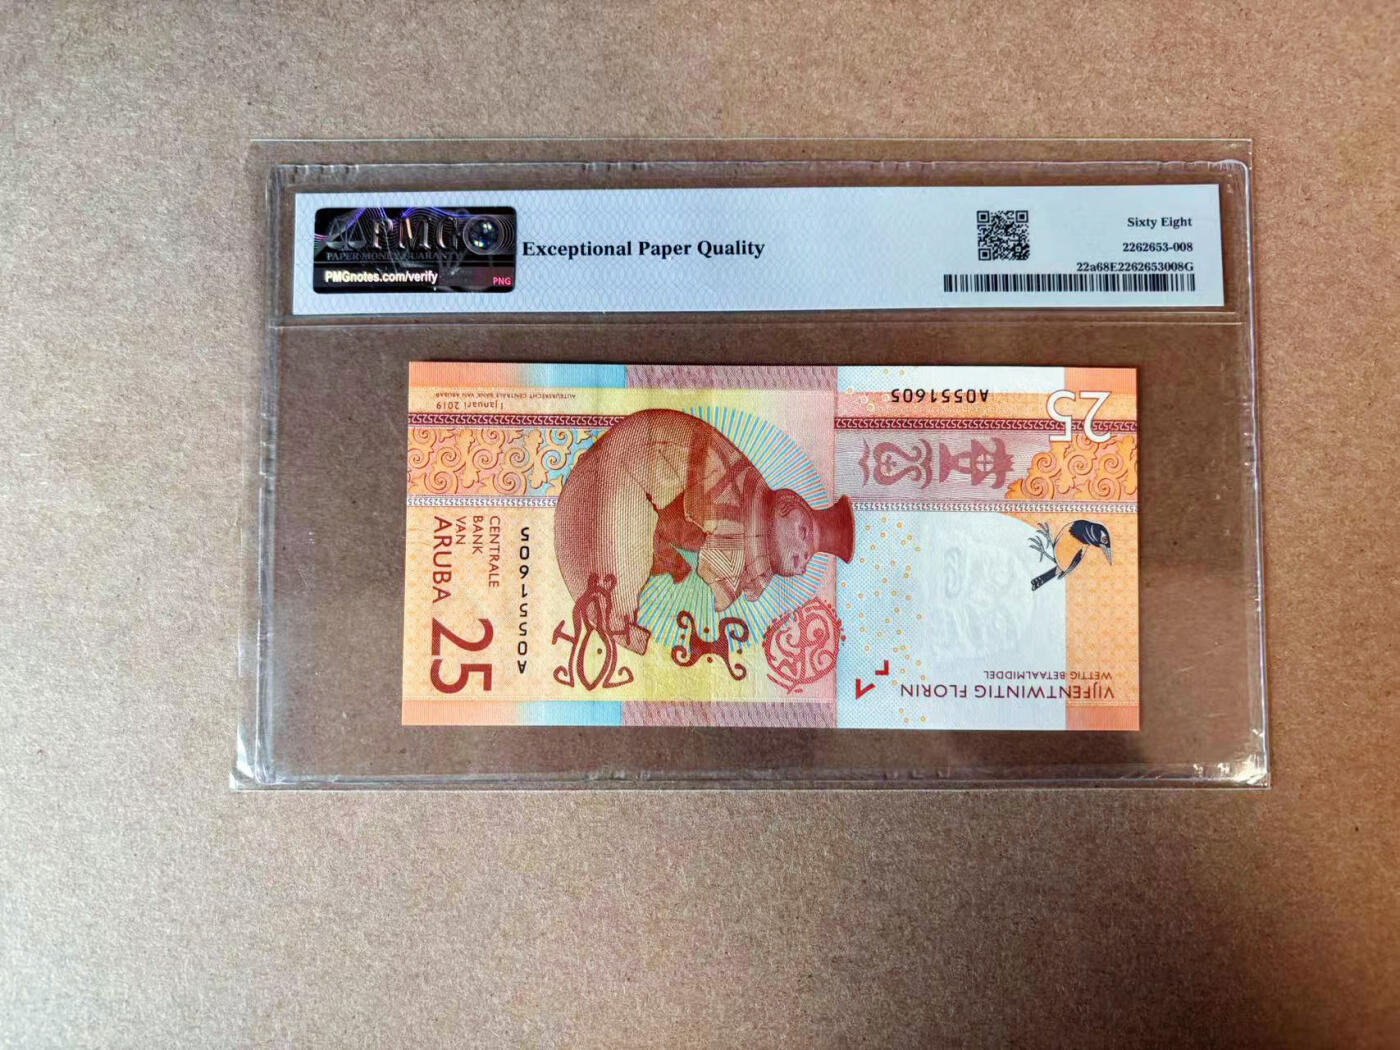 PMG
PAPER MONEY GUARANTY
PMGnotes.com/verify
PNG
Exceptional Paper Quality
Sixty Eight
2262653-008
22a68E2262653008G
1 januari 2019
AUTEURSRECHT CENTRALE BANK VAN ARUBA
A0551605
25
CENTRALE
BANK
VAN
ARUBA
25
A0551605
VIJFENTWINTIG FLORIN
WETTIG BETAALMIDDEL